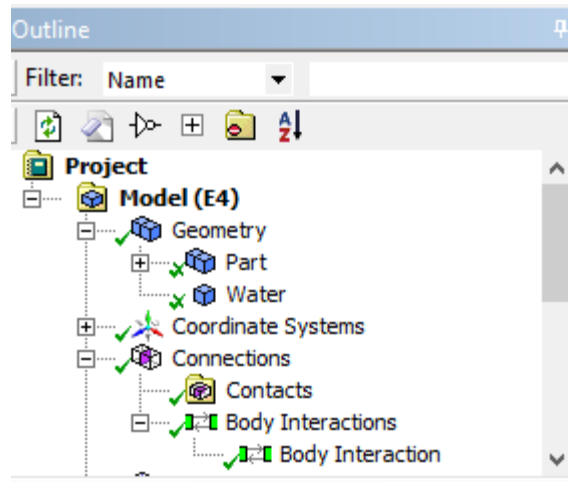 Outline
Filter: Name
A
Z
Project
Model (E4)
Geometry
Part
Water
Coordinate Systems
Connections
Contacts
Body Interactions
Body Interaction